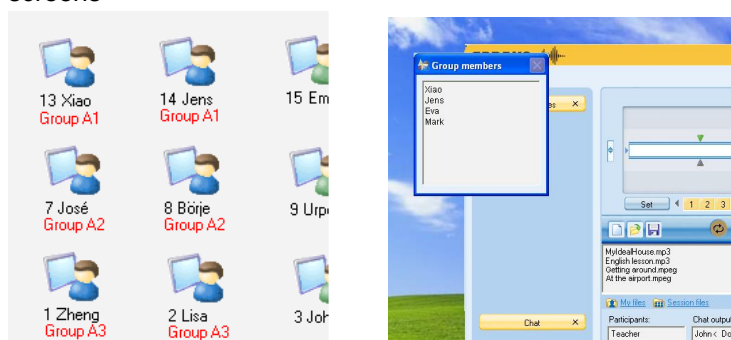 13 Xiao
Group A1
14 Jens
Group A1
15 Em
7 José
Group A2
8 Börje
Group A2
9 Urp
1 Zheng
Group A3
2 Lisa
Group A3
3 Joh
Group members
Xiao
Jens
Eva
Mark
es
Set
1 2 3
MyIdealHouse.mp3
English lesson.mp3
Getting around.mpeg
At the airport.mpeg
My files
Session files
Participants:
Chat outpu
Chat
Teacher
John < Do